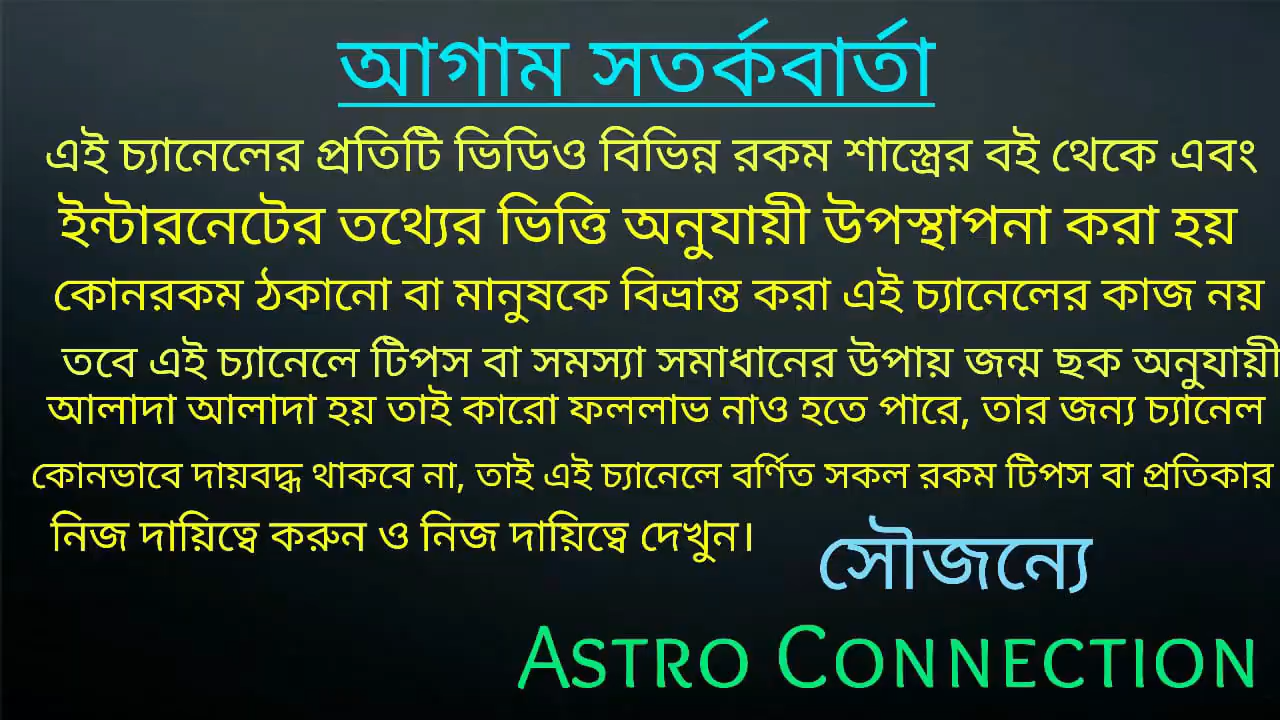 আগাম সতর্কবার্তা
এই চ্যানেলের প্রতিটি ভিডিও বিভিন্ন রকম শাস্ত্রের বই থেকে এবং
ইন্টারনেটের তথ্যের ভিত্তি অনুযায়ী উপস্থাপনা করা হয়
কোনরকম ঠকানো বা মানুষকে বিভ্রান্ত করা এই চ্যানেলের কাজ নয়
তবে এই চ্যানেলে টিপস বা সমস্যা সমাধানের উপায় জন্ম ছক অনুযায়ী
আলাদা আলাদা হয় তাই কারো ফললাভ নাও হতে পারে, তার জন্য চ্যানেল
কোনভাবে দায়বদ্ধ থাকবে না, তাই এই চ্যানেলে বর্ণিত সকল রকম টিপস বা প্রতিকার
নিজ দায়িত্বে করুন ও নিজ দায়িত্বে দেখুন।
সৌজন্যে
ASTRO CONNECTION